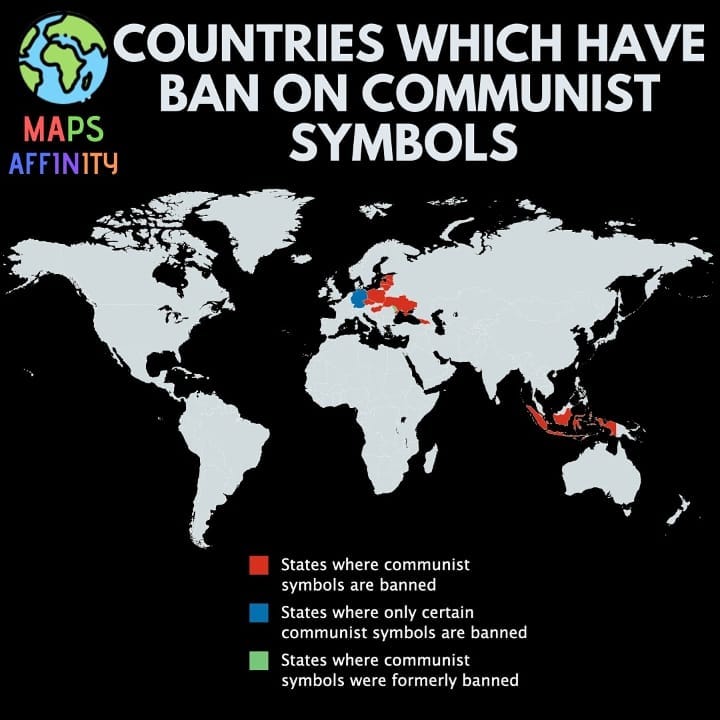 COUNTRIES WHICH HAVE
BAN ON COMMUNIST
SYMBOLS
MAPS
AFFINITY
States where communist
symbols are banned
States where only certain
communist symbols are banned
States where communist
symbols were formerly banned